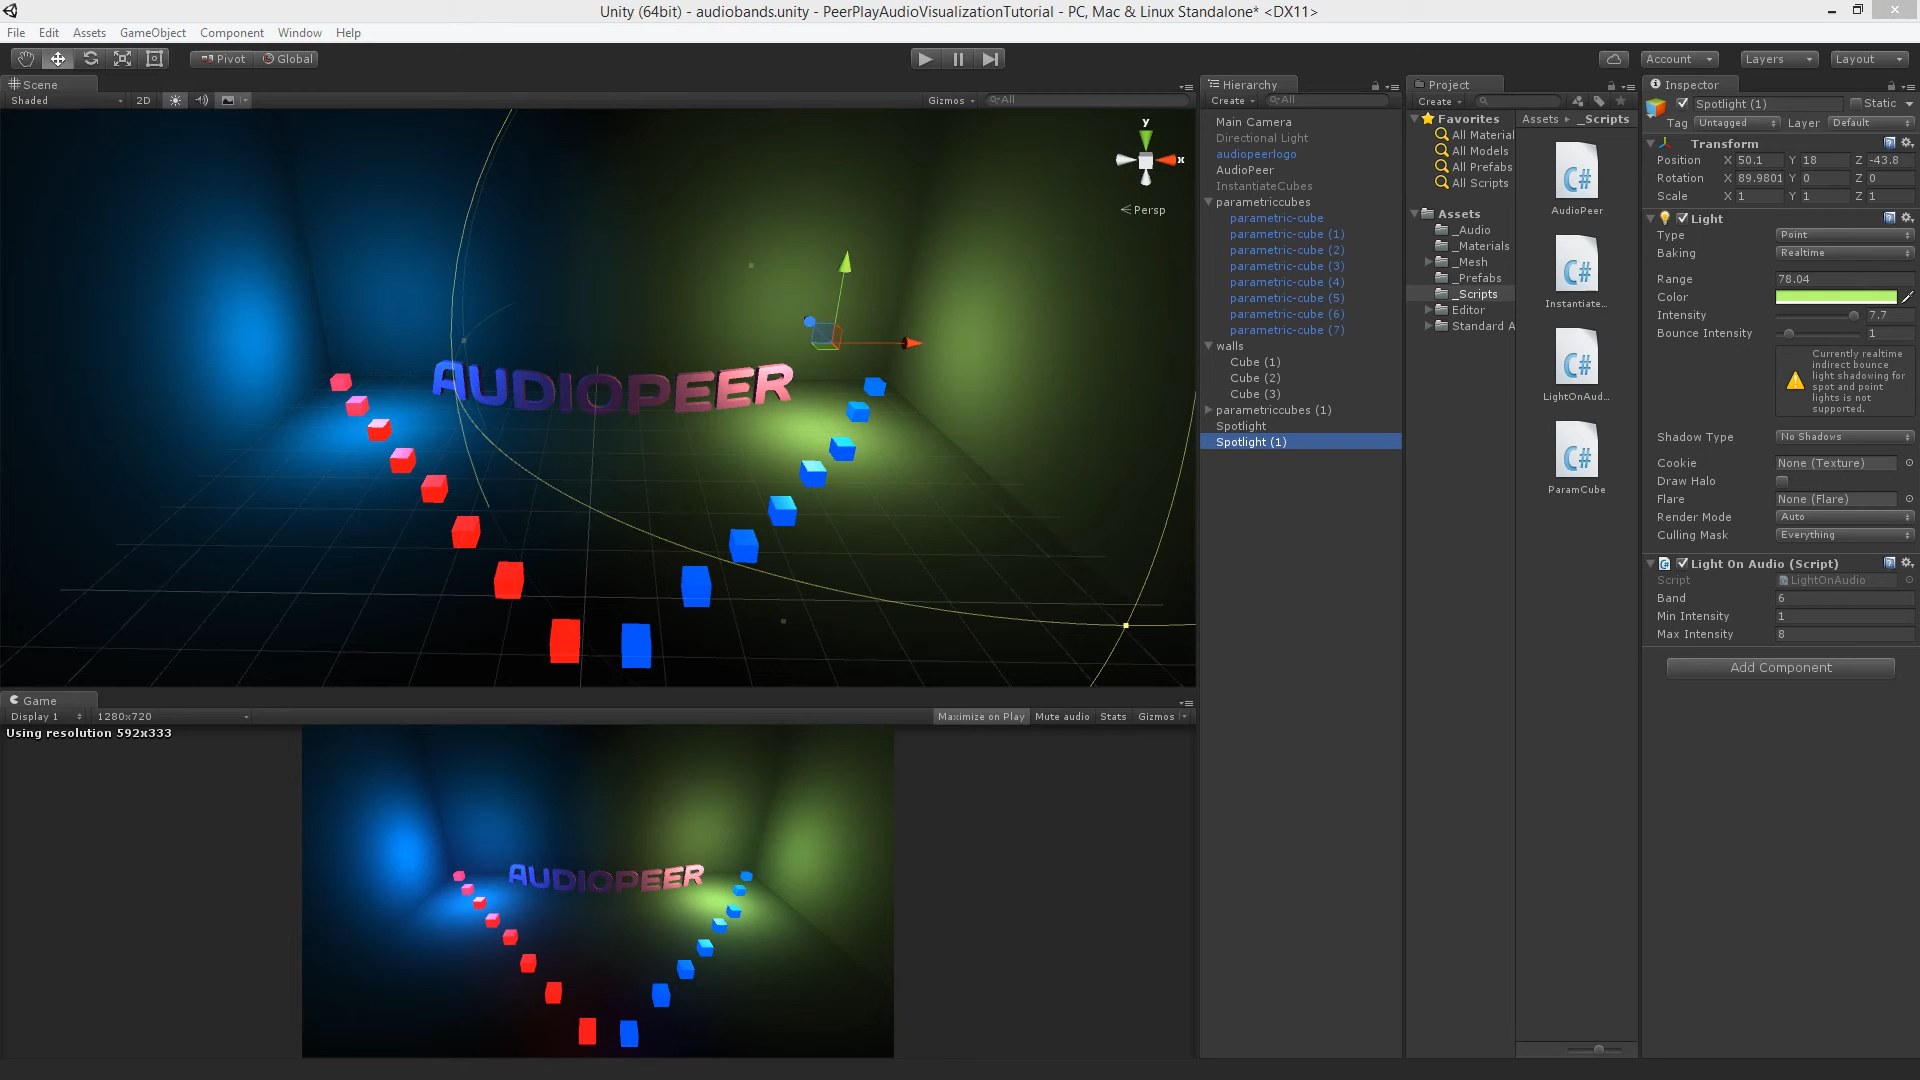 Unity (64bit) - audiobands.unity - PeerPlayAudioVisualizationTutorial - PC, Mac & Linux Standalone* <DX11>
File Edit Assets GameObject Component Window Help
Pivot Global
Account Layers Layout
Scene
Shaded 2D Gizmos All
y
x
Persp
AUDIOPEER
Game
Display 1 1280x720 Maximize on Play Mute audio Stats Gizmos
Using resolution 592x333
AUDIOPEER
Hierarchy
Create All
Main Camera
Directional Light
audiopeerlogo
AudioPeer
InstantiateCubes
parametriccubes
parametric-cube
parametric-cube (1)
parametric-cube (2)
parametric-cube (3)
parametric-cube (4)
parametric-cube (5)
parametric-cube (6)
parametric-cube (7)
walls
Cube (1)
Cube (2)
Cube (3)
parametriccubes (1)
Spotlight
Spotlight (1)
Project
Create
Favorites
All Material
All Models
All Prefabs
All Scripts
Assets
_Audio
_Materials
_Mesh
_Prefabs
_Scripts
Editor
Standard A
Assets _Scripts
C#
AudioPeer
C#
Instantiate...
C#
LightOnAud...
C#
ParamCube
Inspector
Spotlight (1) Static
Tag Untagged Layer Default
Transform
Position X 50.1 Y 18 Z -43.8
Rotation X 89.9801 Y 0 Z 0
Scale X 1 Y 1 Z 1
Light
Type Point
Baking Realtime
Range 78.04
Color
Intensity 7.7
Bounce Intensity 1
Currently realtime
indirect bounce
light shadowing for
spot and point
lights is not
supported.
Shadow Type No Shadows
Cookie None (Texture)
Draw Halo
Flare None (Flare)
Render Mode Auto
Culling Mask Everything
Light On Audio (Script)
Script LightOnAudio
Band 6
Min Intensity 1
Max Intensity 8
Add Component